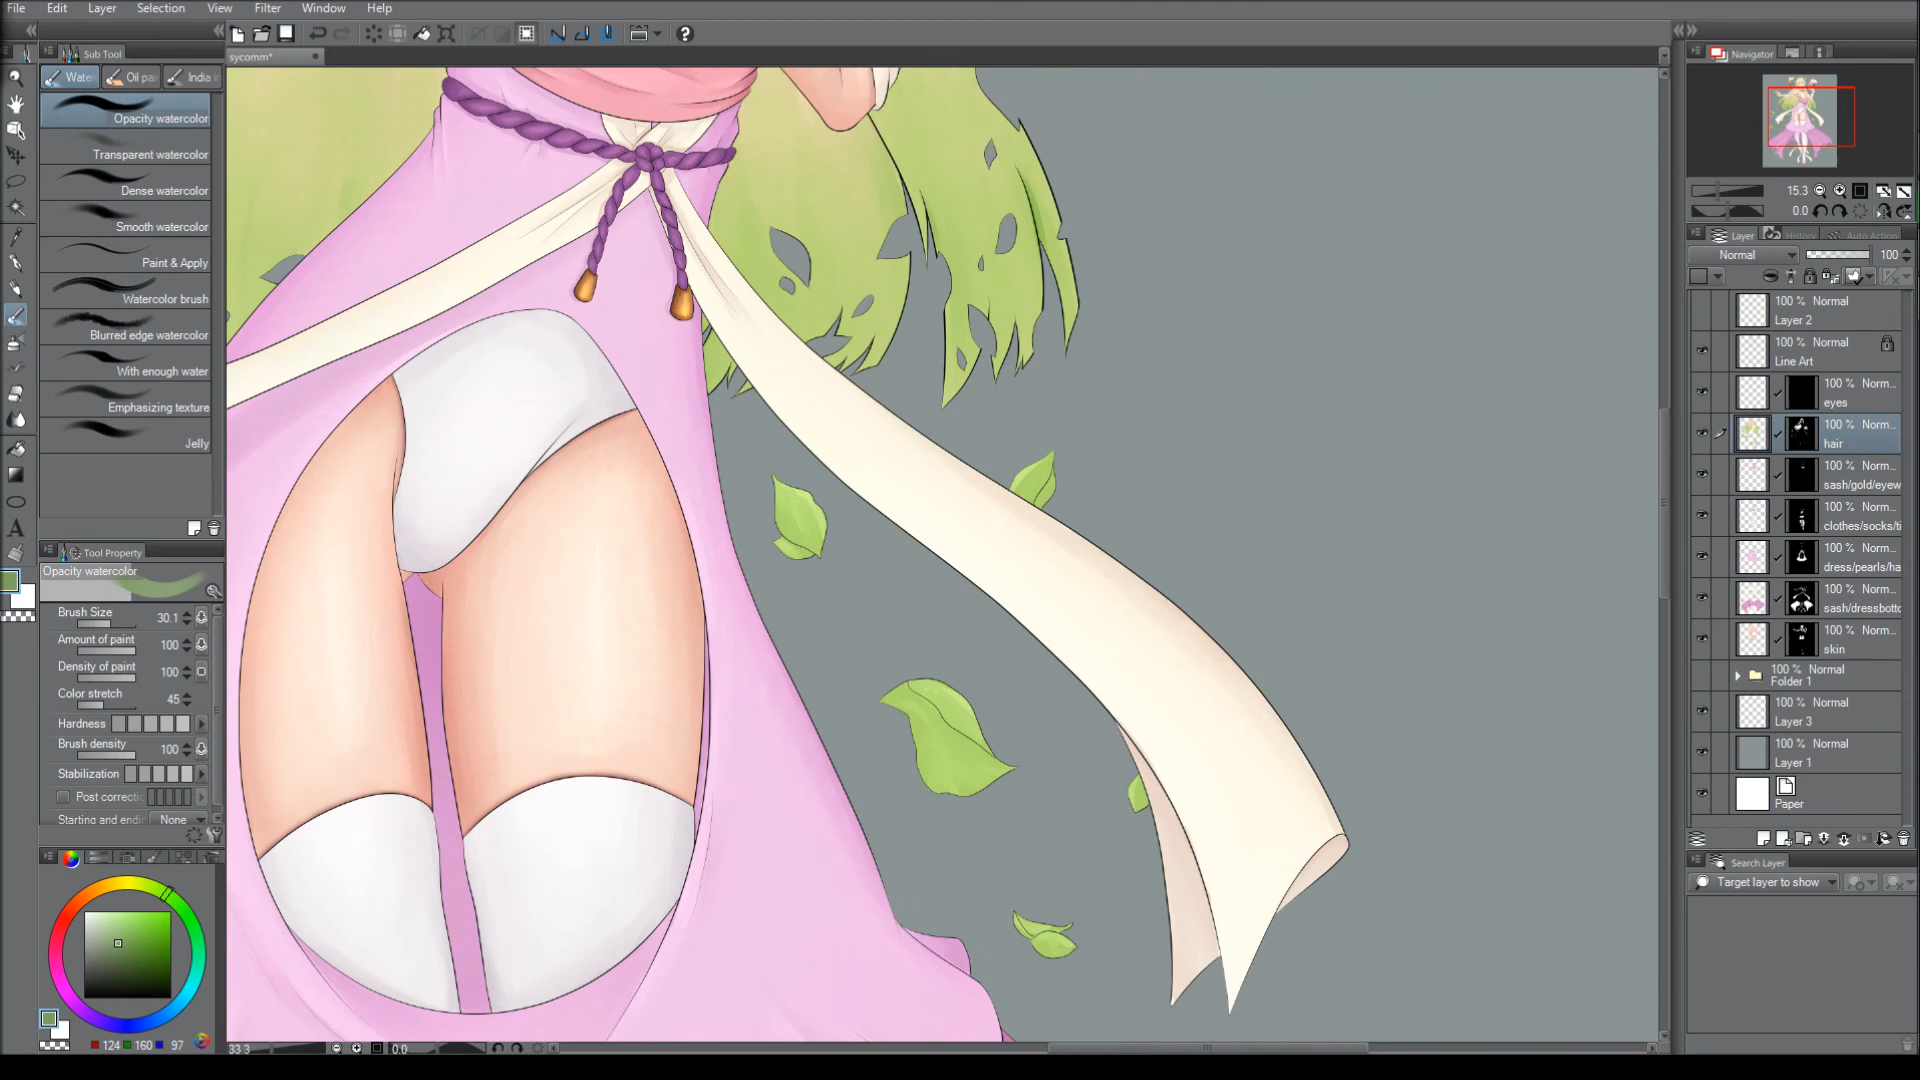 File Edit Layer Selection View Filter Window Help
Sub Tool
sycomm*
Navigator
Water Oil pai India i
Opacity watercolor
Transparent watercolor
Dense watercolor
Smooth watercolor
Paint & Apply
Watercolor brush
Blurred edge watercolor
With enough water
Emphasizing texture
Jelly
Tool Property
Opacity watercolor
Brush Size 30.1
Amount of paint 100
Density of paint 100
Color stretch 45
Hardness
Brush density 100
Stabilization
Post correctio
Starting and endin None
124 160 97
33.3 0.0
15.3
0.0
Layer History Auto Action
Normal 100
100 % Normal
Layer 2
100 % Normal
Line Art
100 % Norm...
eyes
100 % Norm...
hair
100 % Norm...
sash/gold/eyew
100 % Norm...
clothes/socks/ti
100 % Norm...
dress/pearls/ha
100 % Norm...
sash/dressbotto
100 % Norm...
skin
100 % Normal
Folder 1
100 % Normal
Layer 3
100 % Normal
Layer 1
Paper
Search Layer
Target layer to show